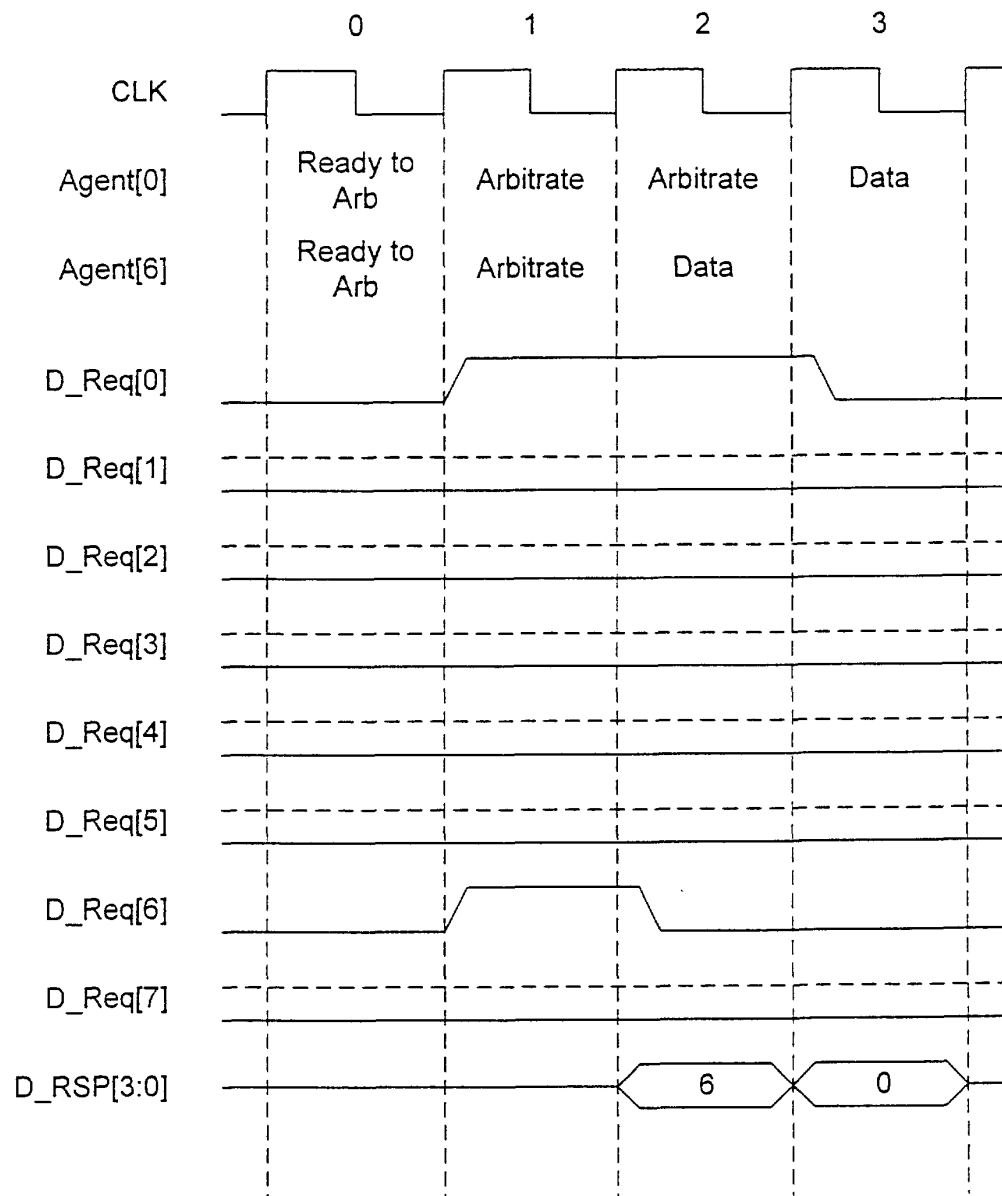 0 1 2 3
CLK
Agent[0] Ready to Arb Arbitrate Arbitrate Data
Agent[6] Ready to Arb Arbitrate Data
D_Req[0]
D_Req[1]
D_Req[2]
D_Req[3]
D_Req[4]
D_Req[5]
D_Req[6]
D_Req[7]
D_RSP[3:0] 6 0